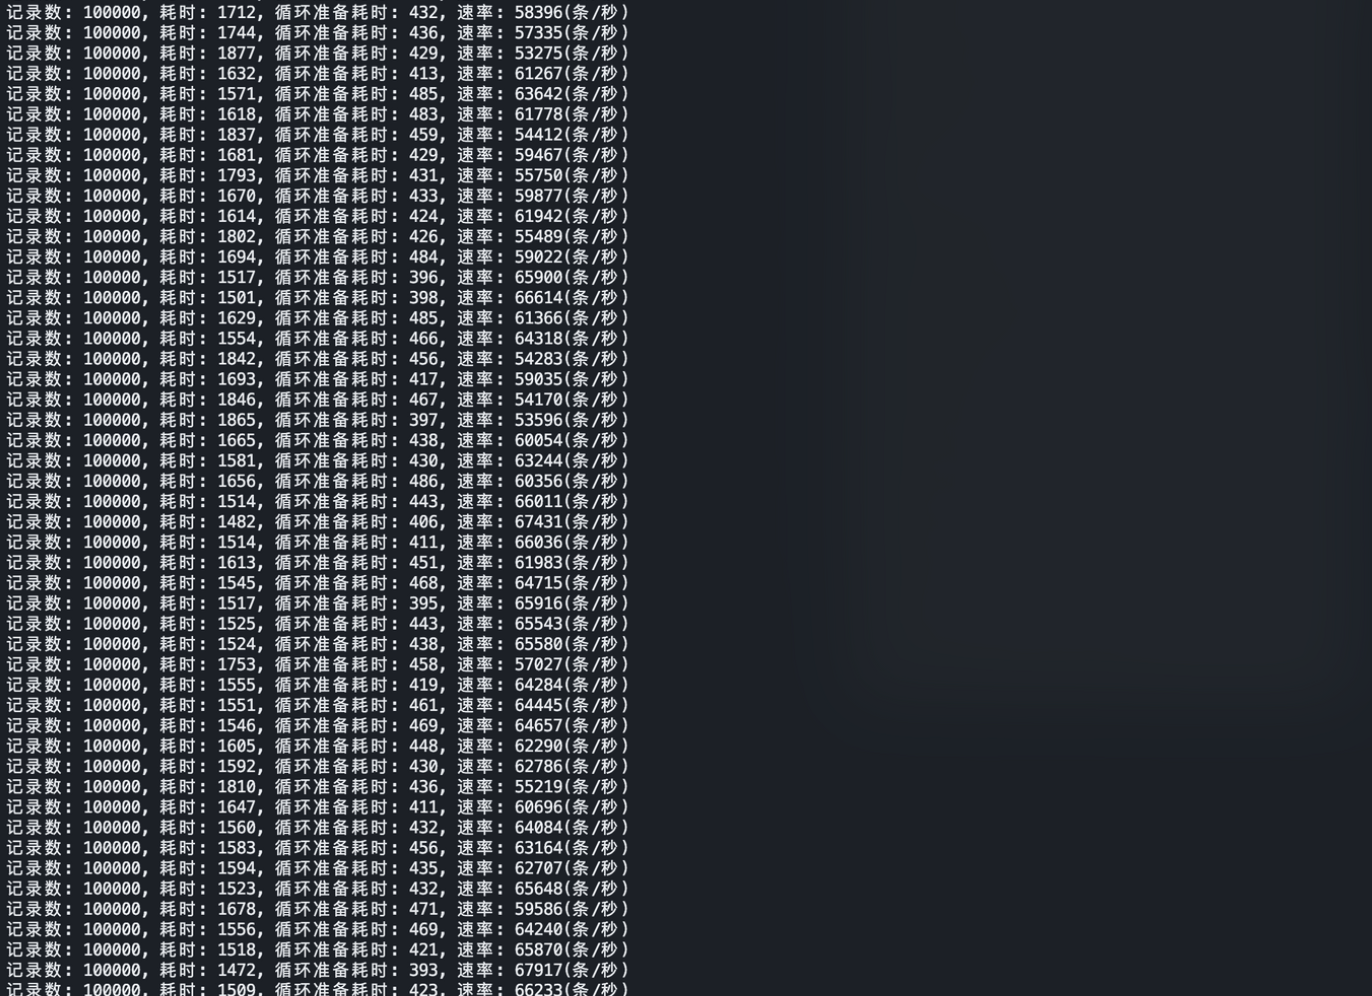 记录数: 100000, 耗时: 1712, 循环准备耗时: 432, 速率: 58396(条/秒)
记录数: 100000, 耗时: 1744, 循环准备耗时: 436, 速率: 57335(条/秒)
记录数: 100000, 耗时: 1877, 循环准备耗时: 429, 速率: 53275(条/秒)
记录数: 100000, 耗时: 1632, 循环准备耗时: 413, 速率: 61267(条/秒)
记录数: 100000, 耗时: 1571, 循环准备耗时: 485, 速率: 63642(条/秒)
记录数: 100000, 耗时: 1618, 循环准备耗时: 483, 速率: 61778(条/秒)
记录数: 100000, 耗时: 1837, 循环准备耗时: 459, 速率: 54412(条/秒)
记录数: 100000, 耗时: 1681, 循环准备耗时: 429, 速率: 59467(条/秒)
记录数: 100000, 耗时: 1793, 循环准备耗时: 431, 速率: 55750(条/秒)
记录数: 100000, 耗时: 1670, 循环准备耗时: 433, 速率: 59877(条/秒)
记录数: 100000, 耗时: 1614, 循环准备耗时: 424, 速率: 61942(条/秒)
记录数: 100000, 耗时: 1802, 循环准备耗时: 426, 速率: 55489(条/秒)
记录数: 100000, 耗时: 1694, 循环准备耗时: 484, 速率: 59022(条/秒)
记录数: 100000, 耗时: 1517, 循环准备耗时: 396, 速率: 65900(条/秒)
记录数: 100000, 耗时: 1501, 循环准备耗时: 398, 速率: 66614(条/秒)
记录数: 100000, 耗时: 1629, 循环准备耗时: 485, 速率: 61366(条/秒)
记录数: 100000, 耗时: 1554, 循环准备耗时: 466, 速率: 64318(条/秒)
记录数: 100000, 耗时: 1842, 循环准备耗时: 456, 速率: 54283(条/秒)
记录数: 100000, 耗时: 1693, 循环准备耗时: 417, 速率: 59035(条/秒)
记录数: 100000, 耗时: 1846, 循环准备耗时: 467, 速率: 54170(条/秒)
记录数: 100000, 耗时: 1865, 循环准备耗时: 397, 速率: 53596(条/秒)
记录数: 100000, 耗时: 1665, 循环准备耗时: 438, 速率: 60054(条/秒)
记录数: 100000, 耗时: 1581, 循环准备耗时: 430, 速率: 63244(条/秒)
记录数: 100000, 耗时: 1656, 循环准备耗时: 486, 速率: 60356(条/秒)
记录数: 100000, 耗时: 1514, 循环准备耗时: 443, 速率: 66011(条/秒)
记录数: 100000, 耗时: 1482, 循环准备耗时: 406, 速率: 67431(条/秒)
记录数: 100000, 耗时: 1514, 循环准备耗时: 411, 速率: 66036(条/秒)
记录数: 100000, 耗时: 1613, 循环准备耗时: 451, 速率: 61983(条/秒)
记录数: 100000, 耗时: 1545, 循环准备耗时: 468, 速率: 64715(条/秒)
记录数: 100000, 耗时: 1517, 循环准备耗时: 395, 速率: 65916(条/秒)
记录数: 100000, 耗时: 1525, 循环准备耗时: 443, 速率: 65543(条/秒)
记录数: 100000, 耗时: 1524, 循环准备耗时: 438, 速率: 65580(条/秒)
记录数: 100000, 耗时: 1753, 循环准备耗时: 458, 速率: 57027(条/秒)
记录数: 100000, 耗时: 1555, 循环准备耗时: 419, 速率: 64284(条/秒)
记录数: 100000, 耗时: 1551, 循环准备耗时: 461, 速率: 64445(条/秒)
记录数: 100000, 耗时: 1546, 循环准备耗时: 469, 速率: 64657(条/秒)
记录数: 100000, 耗时: 1605, 循环准备耗时: 448, 速率: 62290(条/秒)
记录数: 100000, 耗时: 1592, 循环准备耗时: 430, 速率: 62786(条/秒)
记录数: 100000, 耗时: 1810, 循环准备耗时: 436, 速率: 55219(条/秒)
记录数: 100000, 耗时: 1647, 循环准备耗时: 411, 速率: 60696(条/秒)
记录数: 100000, 耗时: 1560, 循环准备耗时: 432, 速率: 64084(条/秒)
记录数: 100000, 耗时: 1583, 循环准备耗时: 456, 速率: 63164(条/秒)
记录数: 100000, 耗时: 1594, 循环准备耗时: 435, 速率: 62707(条/秒)
记录数: 100000, 耗时: 1523, 循环准备耗时: 432, 速率: 65648(条/秒)
记录数: 100000, 耗时: 1678, 循环准备耗时: 471, 速率: 59586(条/秒)
记录数: 100000, 耗时: 1556, 循环准备耗时: 469, 速率: 64240(条/秒)
记录数: 100000, 耗时: 1518, 循环准备耗时: 421, 速率: 65870(条/秒)
记录数: 100000, 耗时: 1472, 循环准备耗时: 393, 速率: 67917(条/秒)
记录数: 100000, 耗时: 1509, 循环准备耗时: 423, 速率: 66233(条/秒)